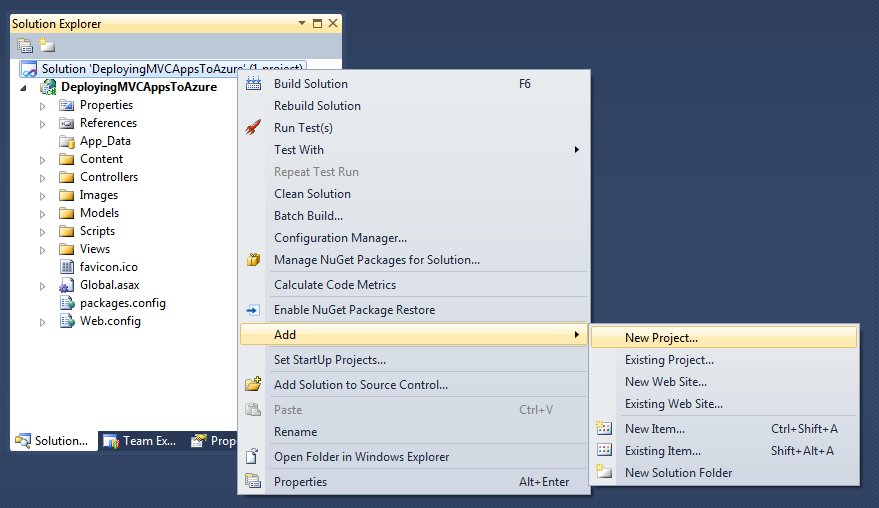 Solution Explorer
Solution 'DeployingMVCAppsToAzure' (1 project)
DeployingMVCAppsToAzure
Properties
References
App_Data
Content
Controllers
Images
Models
Scripts
Views
favicon.ico
Global.asax
packages.config
Web.config
Solution...
Team Ex...
Prop
Build Solution F6
Rebuild Solution
Run Test(s)
Test With
Repeat Test Run
Clean Solution
Batch Build...
Configuration Manager...
Manage NuGet Packages for Solution...
Calculate Code Metrics
Enable NuGet Package Restore
Add
Set StartUp Projects...
Add Solution to Source Control...
Paste Ctrl+V
Rename
Open Folder in Windows Explorer
Properties Alt+Enter
New Project...
Existing Project...
New Web Site...
Existing Web Site...
New Item... Ctrl+Shift+A
Existing Item... Shift+Alt+A
New Solution Folder